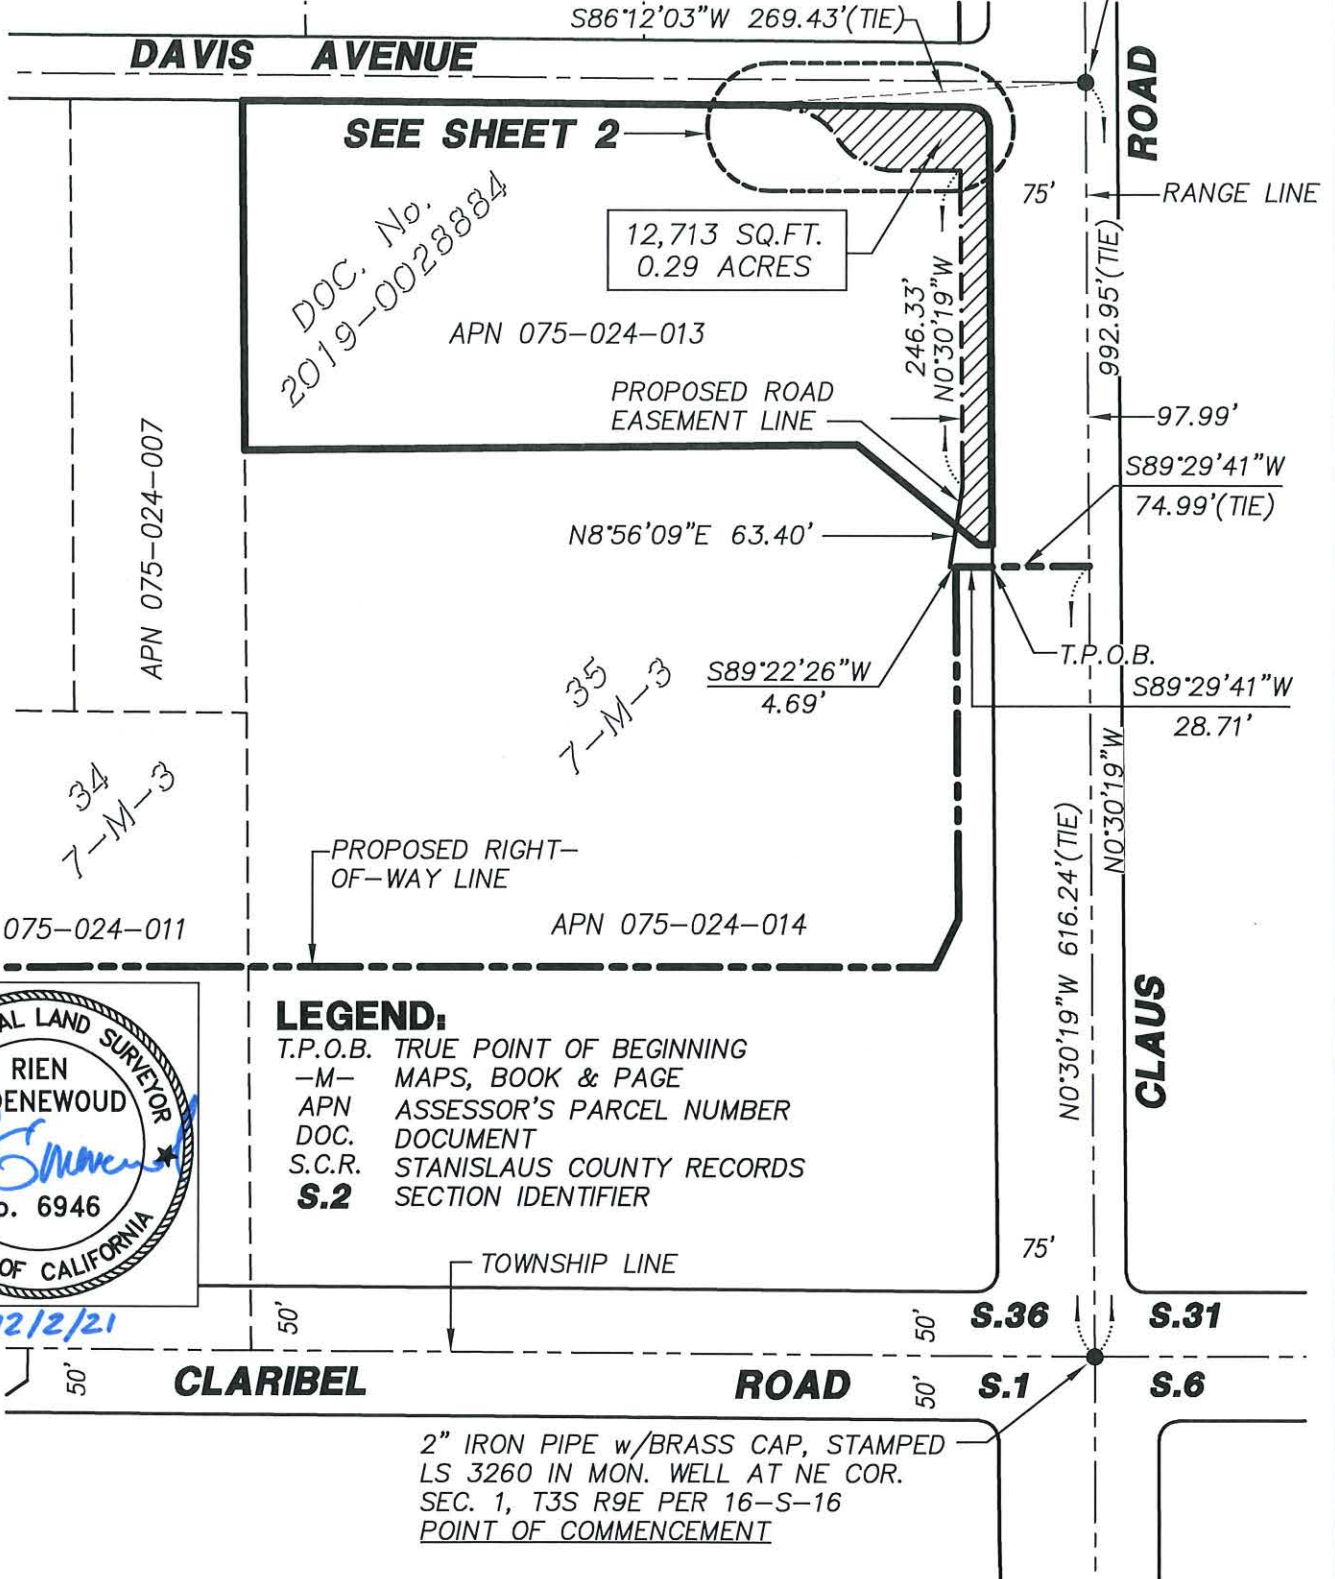 S86°12'03"W 269.43'(TIE)
DAVIS AVENUE
ROAD
SEE SHEET 2
75'
RANGE LINE
DOC. No.
2019-0028884
12,713 SQ.FT.
0.29 ACRES
246.33'
N0°30'19"W
992.95'(TIE)
APN 075-024-013
PROPOSED ROAD
EASEMENT LINE
97.99'
APN 075-024-007
S89°29'41"W
74.99'(TIE)
N8°56'09"E 63.40'
T.P.O.B.
S89°22'26"W
4.69'
S89°29'41"W
28.71'
35
7-M-3
34
7-M-3
N0°30'19"W
N0°30'19"W 616.24'(TIE)
PROPOSED RIGHT-
OF-WAY LINE
075-024-011
APN 075-024-014
CLAUS
LEGEND:
T.P.O.B. TRUE POINT OF BEGINNING
-M- MAPS, BOOK & PAGE
APN ASSESSOR'S PARCEL NUMBER
DOC. DOCUMENT
S.C.R. STANISLAUS COUNTY RECORDS
S.2 SECTION IDENTIFIER
AL LAND SURVEYOR
RIEN
DENEWOUD
o. 6946
OF CALIFORNIA
12/2/21
TOWNSHIP LINE
75'
50'
50'
S.36
S.31
50'
CLARIBEL ROAD
50'
S.1
S.6
2" IRON PIPE w/BRASS CAP, STAMPED
LS 3260 IN MON. WELL AT NE COR.
SEC. 1, T3S R9E PER 16-S-16
POINT OF COMMENCEMENT